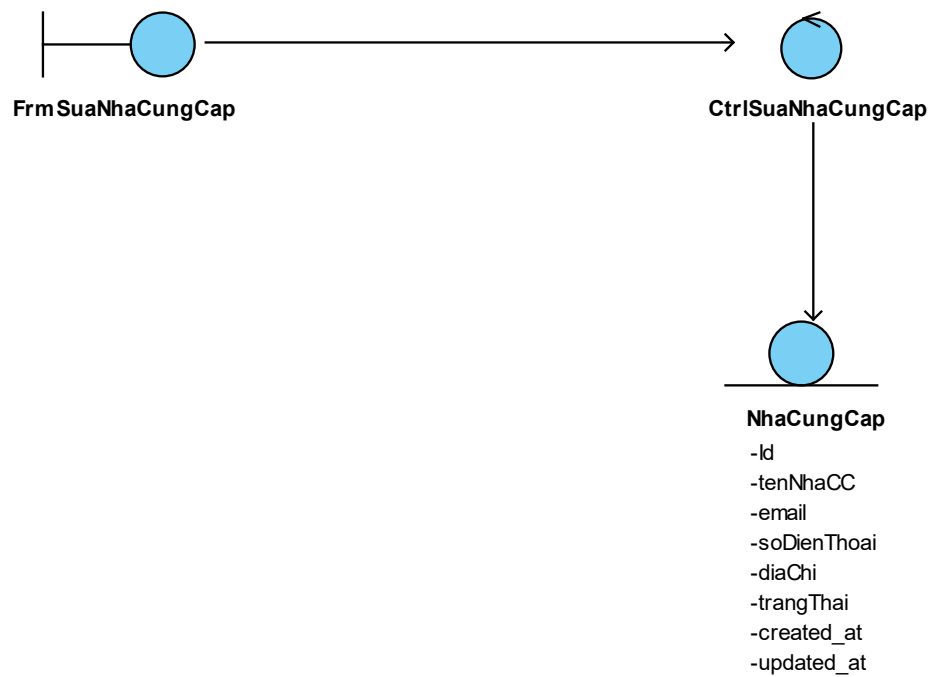 FrmSuaNhaCungCap
CtrlSuaNhaCungCap
NhaCungCap
-Id
-tenNhaCC
-email
-soDienThoai
-diaChi
-trangThai
-created_at
-updated_at